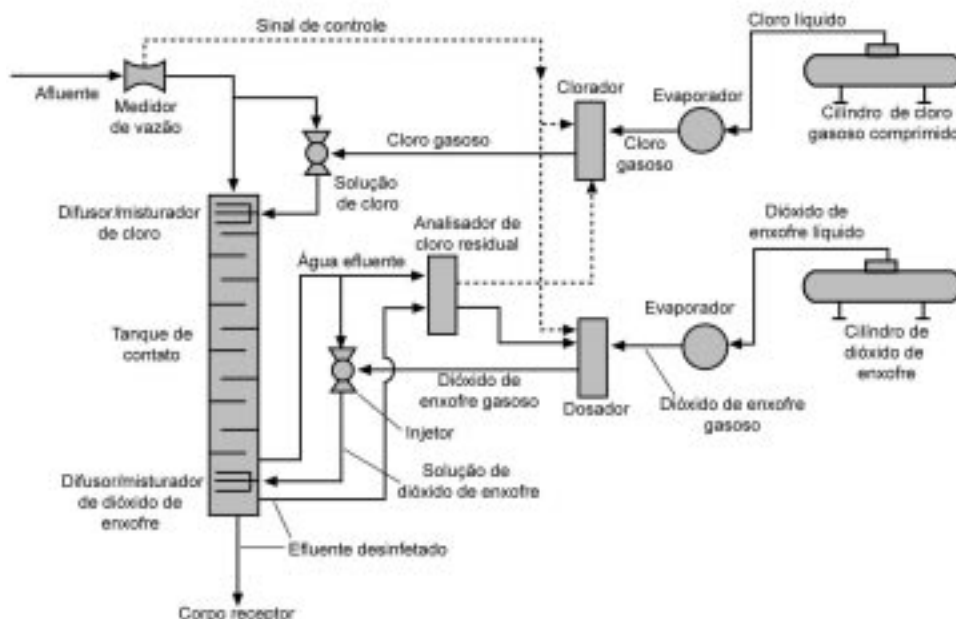 Sinal de controle
Cloro líquido
Afluente
Medidor
de vazão
Clorador
Evaporador
Cilindro de cloro
gasoso comprimido
Cloro gasoso
Cloro
gasoso
Solução
de cloro
Difusor/misturador
de cloro
Analisador de
cloro residual
Dióxido de
enxofre líquido
Água efluente
Evaporador
Tanque de
contato
Cilíndro de
dióxido de
enxofre
Dióxido de
enxofre gasoso
Dosador
Dióxido de enxofre
gasoso
Injetor
Difusor/misturador
de dióxido de
enxofre
Solução de
dióxido de enxofre
Efluente desinfetado
Corpo receptor